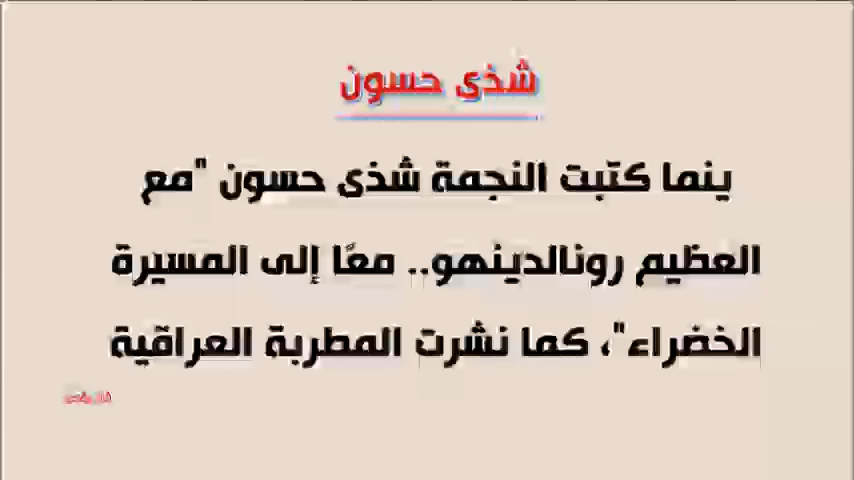 شذى حسون
ينما كتبت النجمة شذى حسون "مع
العظيم رونالدينهو.. معًا إلى المسيرة
الخضراء"، كما نشرت المطربة العراقية